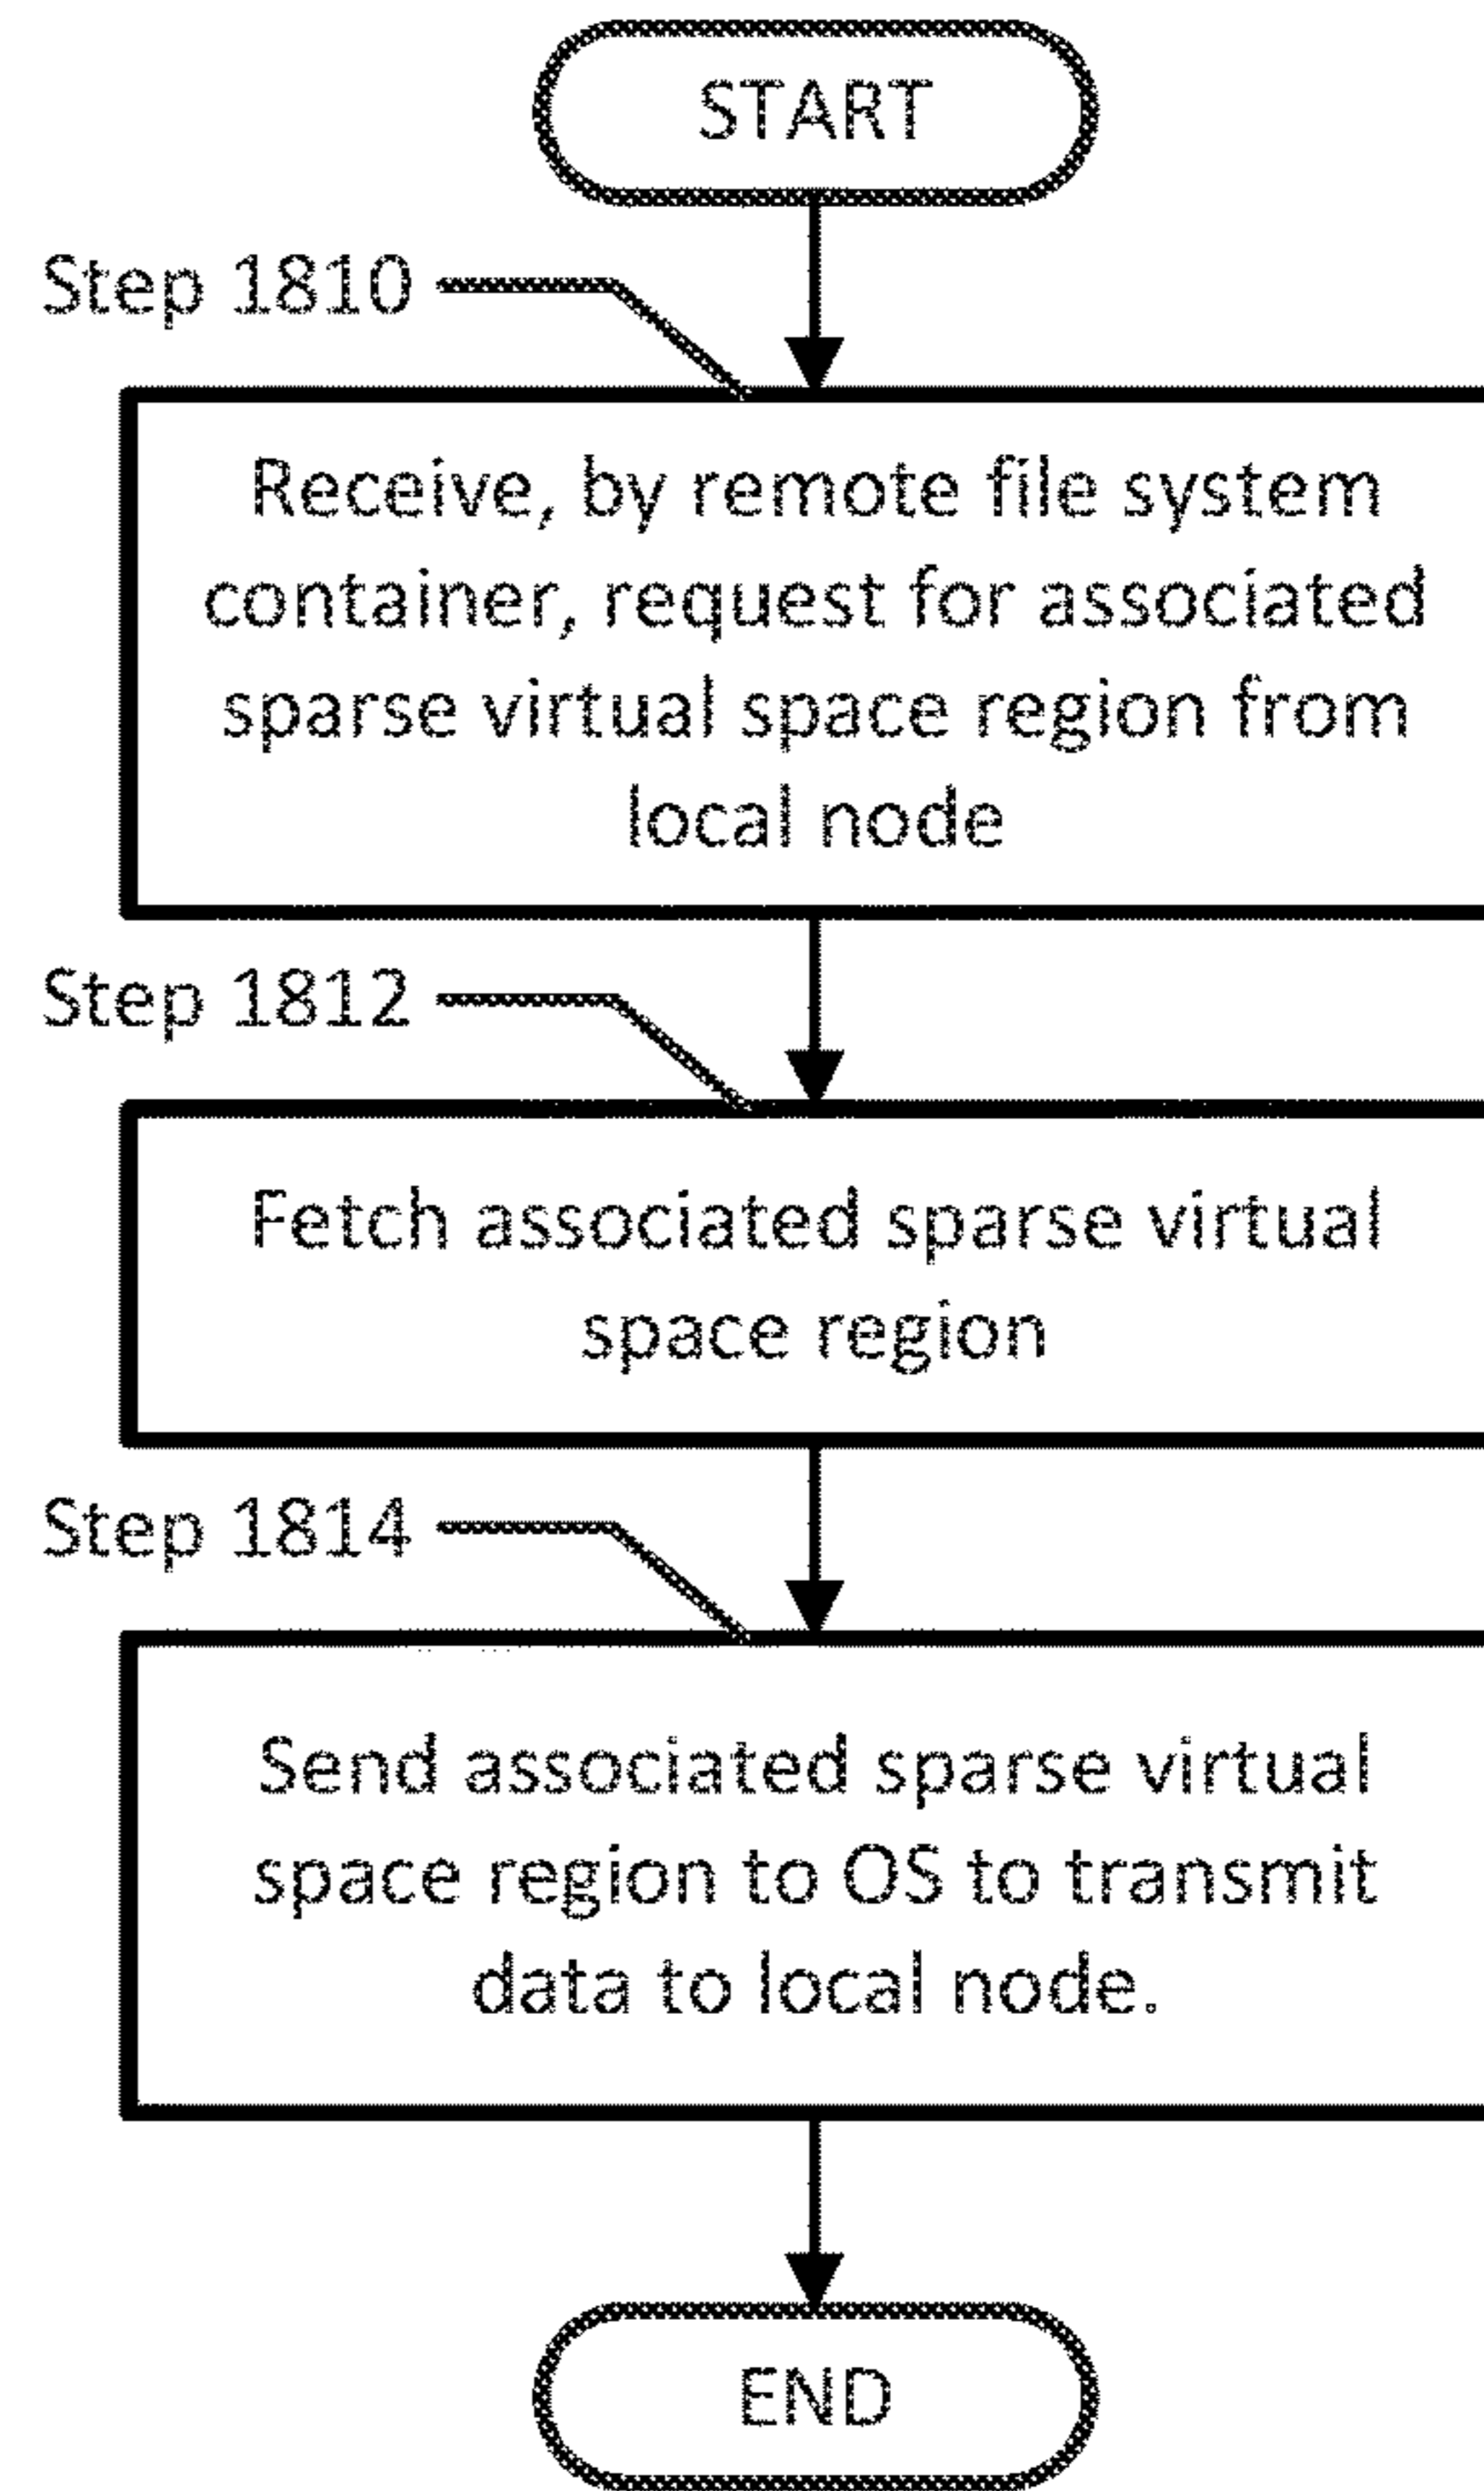 START
Step 1810
Receive, by remote file system
container, request for associated
sparse virtual space region from
local node
Step 1812
Fetch associated sparse virtual
space region
Step 1814
Send associated sparse virtual
space region to OS to transmit
data to local node.
END